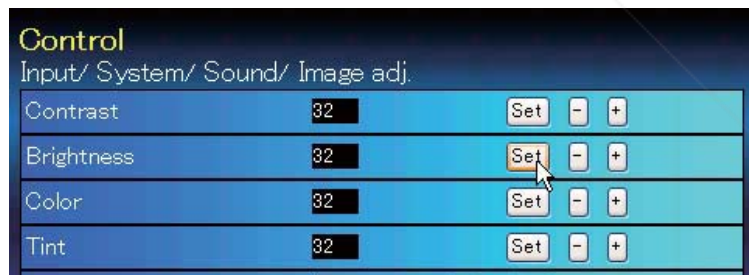 Control
Input/ System/ Sound/ Image adj.
Contrast 32 Set - +
Brightness 32 Set - +
Color 32 Set - +
Tint 32 Set - +